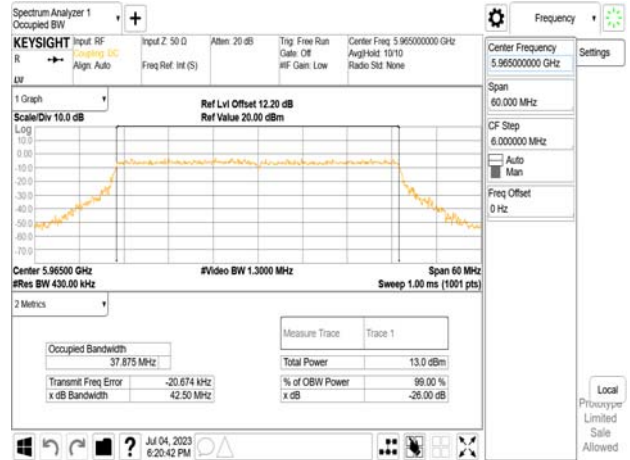 Spectrum Analyzer 1
Occupied BW
Frequency
KEYSIGHT
R
LXI
Input: RF
Coupling: DC
Align: Auto
Input Z: 50 Ω
Freq Ref: Int (S)
Atten: 20 dB
Trig: Free Run
Gate: Off
#IF Gain: Low
Center Freq: 5.965000000 GHz
Avg|Hold: 10/10
Radio Std: None
Center Frequency
5.965000000 GHz
Settings
Span
60.000 MHz
CF Step
6.000000 MHz
Auto
Man
Freq Offset
0 Hz
1 Graph
Ref Lvl Offset 12.20 dB
Scale/Div 10.0 dB
Ref Value 20.00 dBm
Log
10.0
0.00
-10.0
-20.0
-30.0
-40.0
-50.0
-60.0
-70.0
Center 5.96500 GHz
#Video BW 1.3000 MHz
Span 60 MHz
#Res BW 430.00 kHz
Sweep 1.00 ms (1001 pts)
2 Metrics
Measure Trace
Trace 1
Occupied Bandwidth
37.875 MHz
Total Power
13.0 dBm
Transmit Freq Error
-20.674 kHz
% of OBW Power
99.00 %
x dB Bandwidth
42.50 MHz
x dB
-26.00 dB
Local
Prototype
Limited
Sale
Allowed
Jul 04, 2023
6:20:42 PM